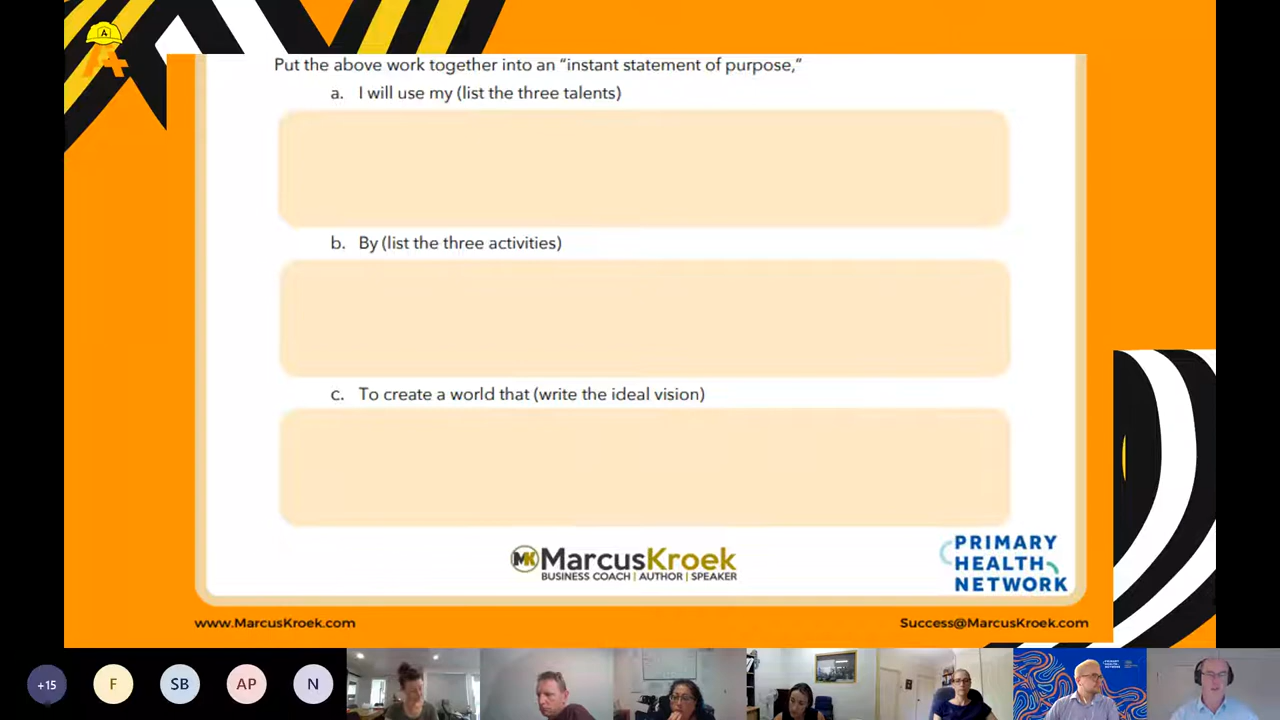 A
Put the above work together into an “instant statement of purpose,”
a. I will use my (list the three talents)
b. By (list the three activities)
c. To create a world that (write the ideal vision)
MK MarcusKroek
BUSINESS COACH | AUTHOR | SPEAKER
PRIMARY
HEALTH
NETWORK
www.MarcusKroek.com
Success@MarcusKroek.com
+15
F
SB
AP
N